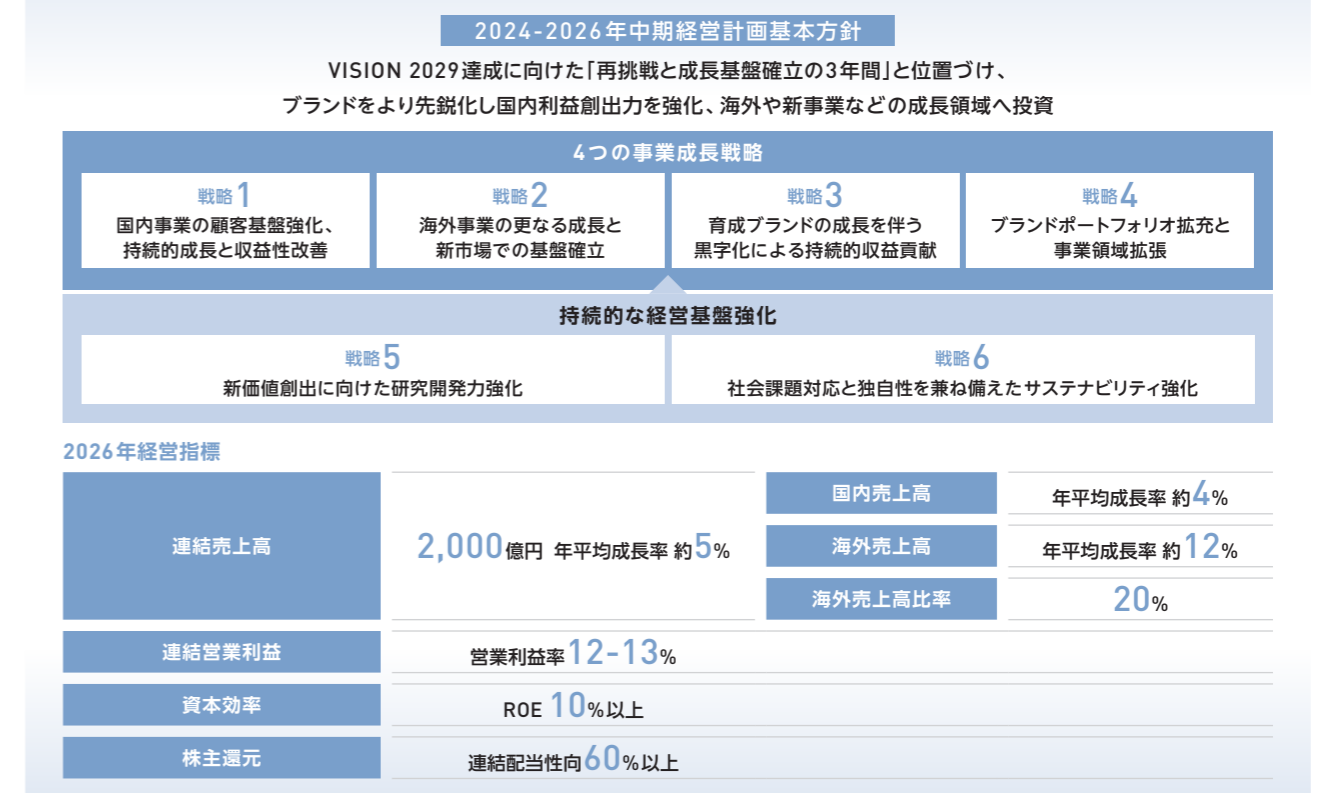 2024-2026年中期経営計画基本方針
VISION 2029達成に向けた「再挑戦と成長基盤確立の3年間」と位置づけ、
ブランドをより先鋭化し国内利益創出力を強化、海外や新事業などの成長領域へ投資
4つの事業成長戦略
戦略1
国内事業の顧客基盤強化、
持続的成長と収益性改善
戦略2
海外事業の更なる成長と
新市場での基盤確立
戦略3
育成ブランドの成長を伴う
黒字化による持続的収益貢献
戦略4
ブランドポートフォリオ拡充と
事業領域拡張
持続的な経営基盤強化
戦略5
新価値創出に向けた研究開発力強化
戦略6
社会課題対応と独自性を兼ね備えたサステナビリティ強化
2026年経営指標
連結売上高
2,000億円 年平均成長率 約5%
国内売上高
年平均成長率 約4%
海外売上高
年平均成長率 約12%
海外売上高比率
20%
連結営業利益
営業利益率12-13%
資本効率
ROE 10%以上
株主還元
連結配当性向60%以上